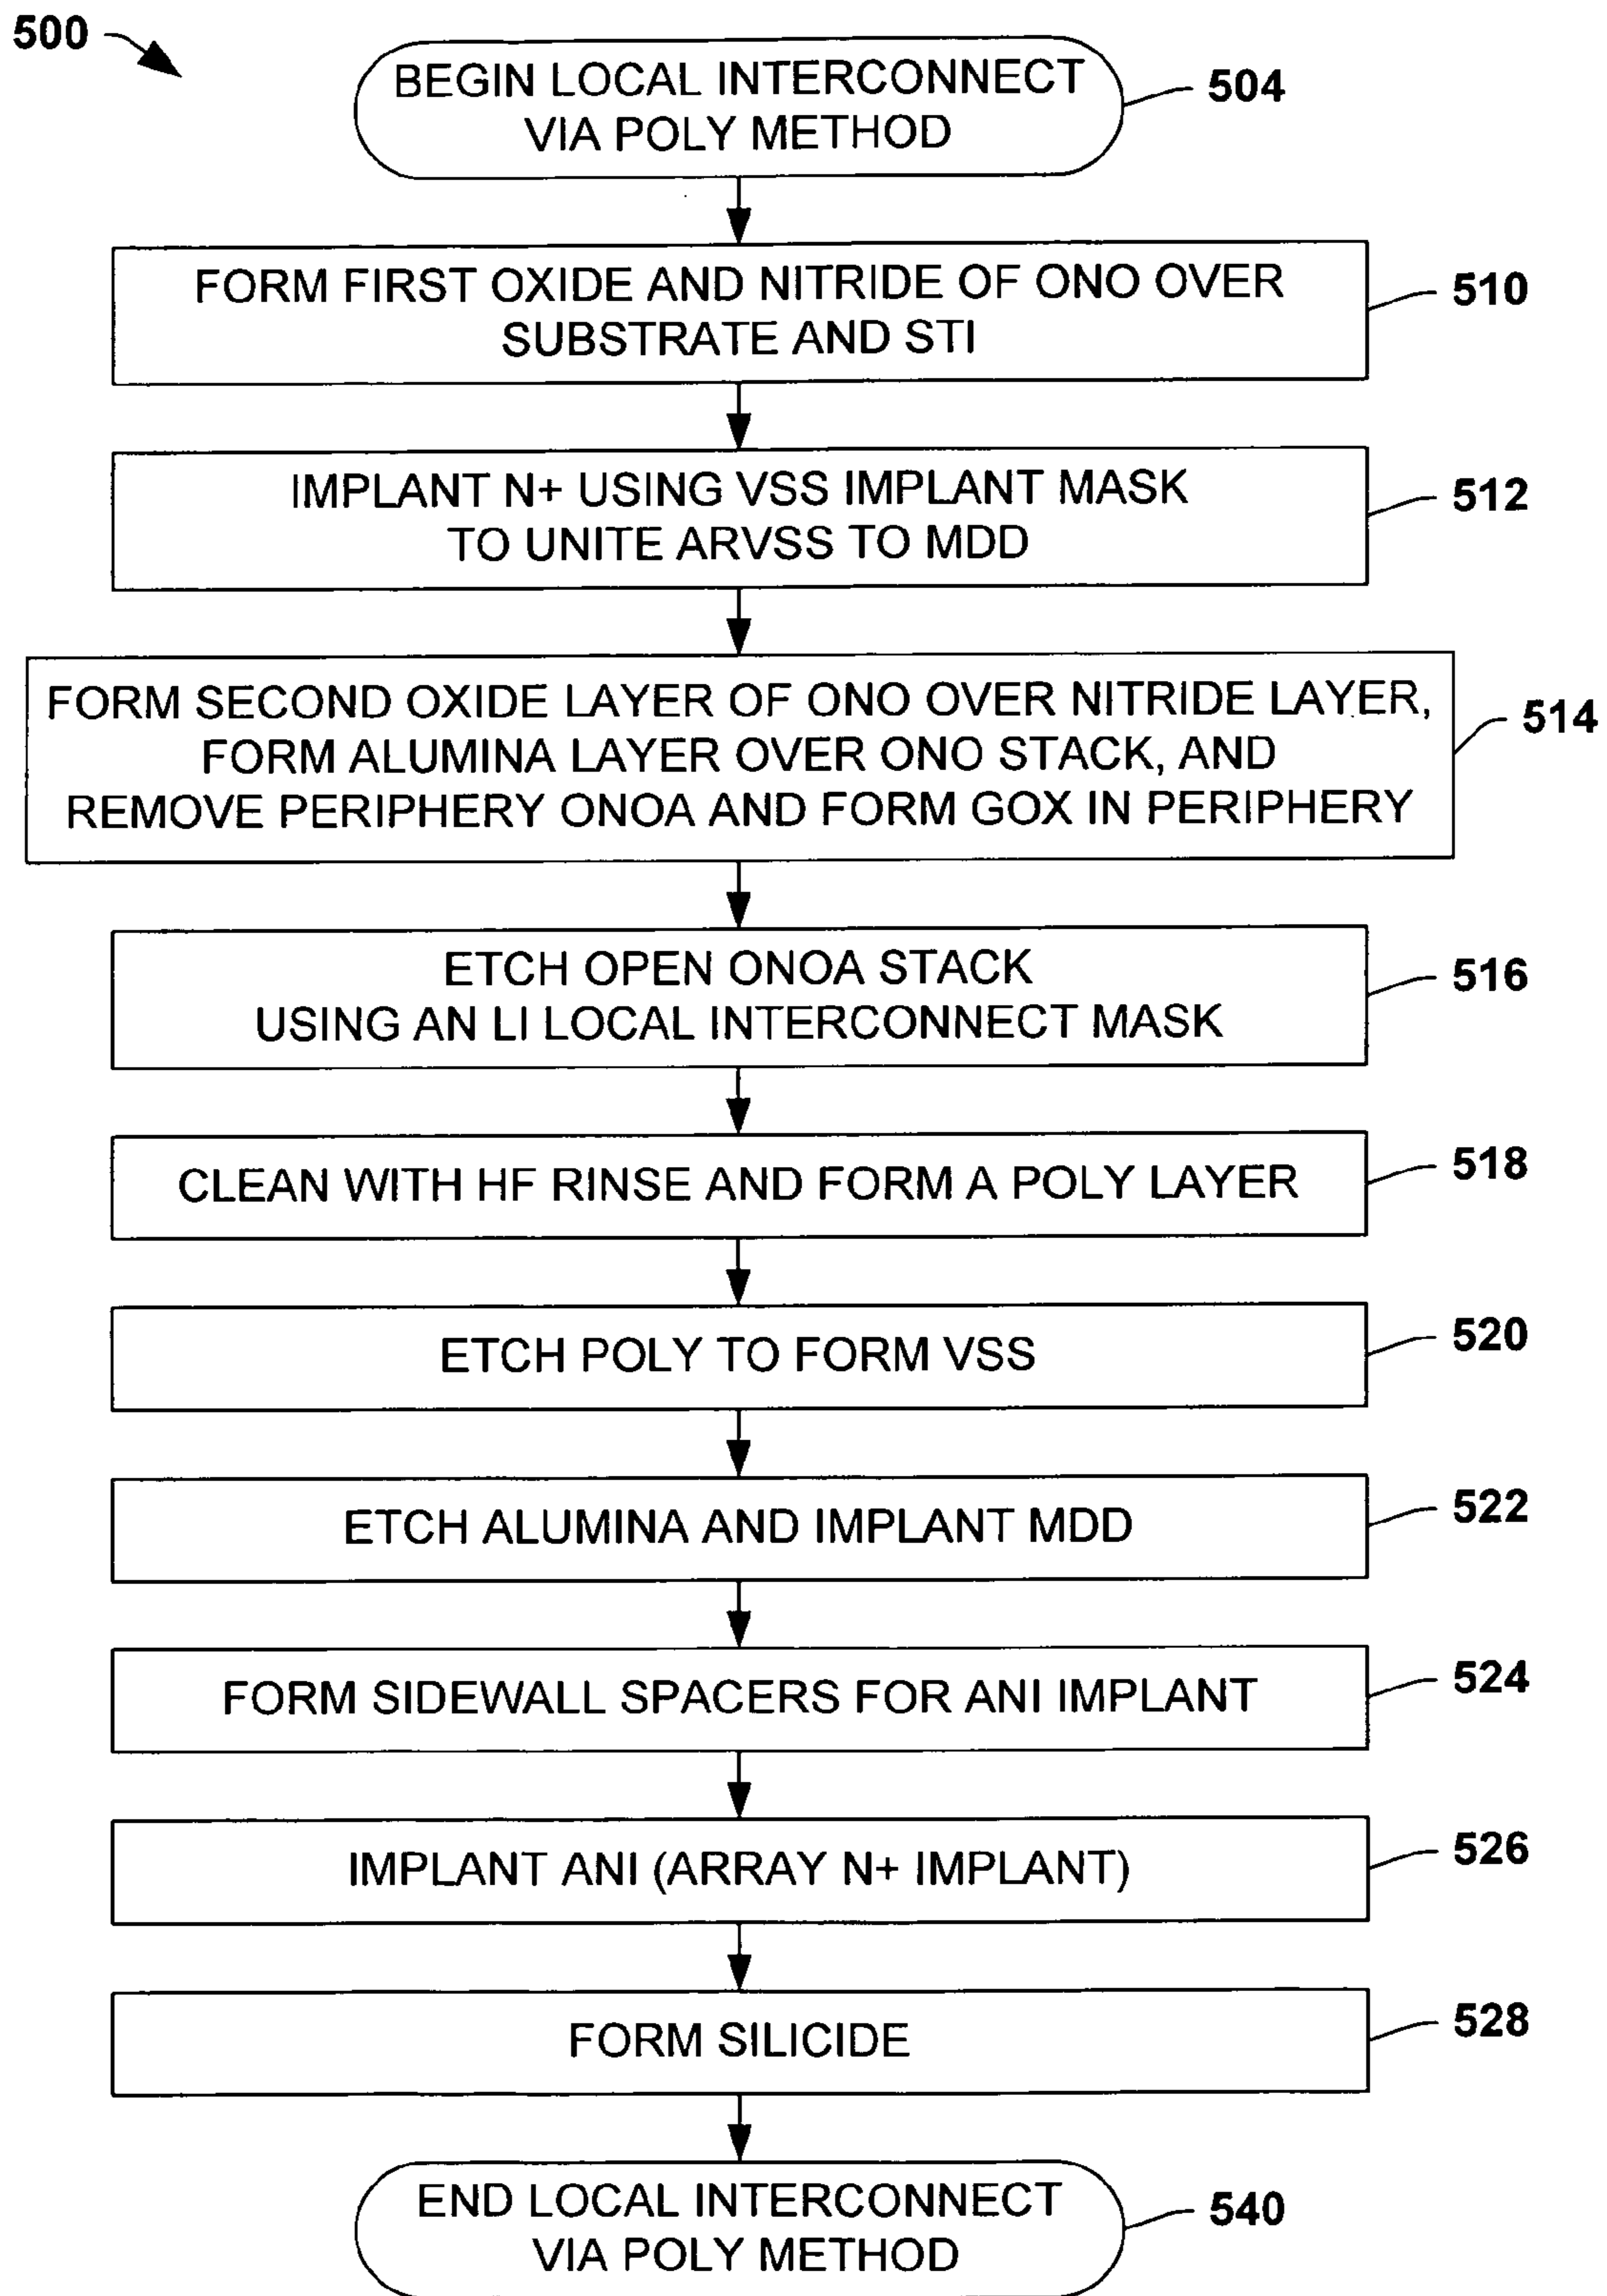 500
BEGIN LOCAL INTERCONNECT
VIA POLY METHOD
504
FORM FIRST OXIDE AND NITRIDE OF ONO OVER
SUBSTRATE AND STI
510
IMPLANT N+ USING VSS IMPLANT MASK
TO UNITE ARVSS TO MDD
512
FORM SECOND OXIDE LAYER OF ONO OVER NITRIDE LAYER,
FORM ALUMINA LAYER OVER ONO STACK, AND
REMOVE PERIPHERY ONOA AND FORM GOX IN PERIPHERY
514
ETCH OPEN ONOA STACK
USING AN LI LOCAL INTERCONNECT MASK
516
CLEAN WITH HF RINSE AND FORM A POLY LAYER
518
ETCH POLY TO FORM VSS
520
ETCH ALUMINA AND IMPLANT MDD
522
FORM SIDEWALL SPACERS FOR ANI IMPLANT
524
IMPLANT ANI (ARRAY N+ IMPLANT)
526
FORM SILICIDE
528
END LOCAL INTERCONNECT
VIA POLY METHOD
540